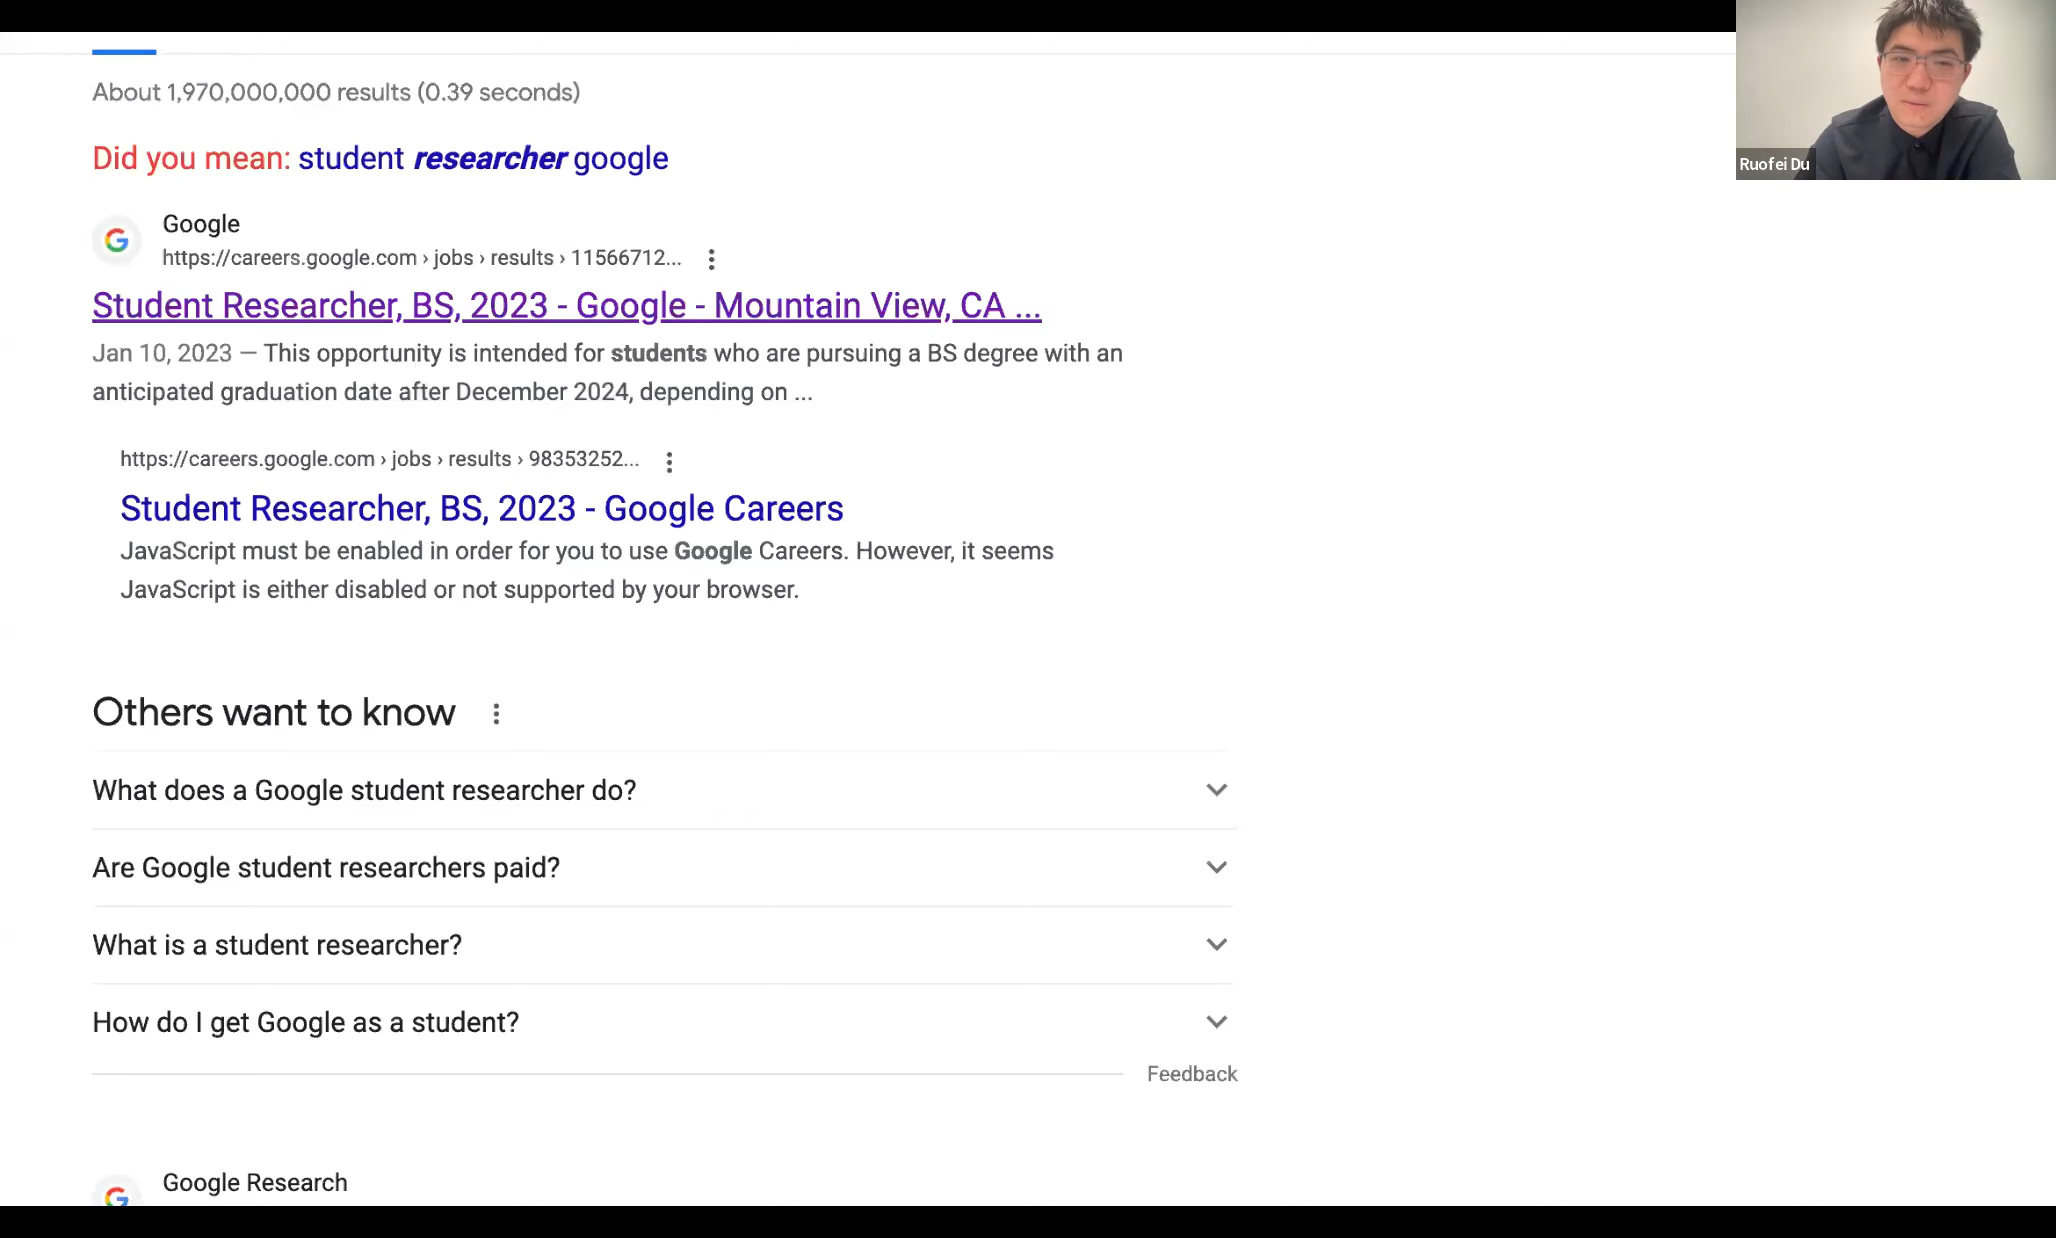 About 1,970,000,000 results (0.39 seconds)
Did you mean: student researcher google
Google
https://careers.google.com › jobs › results › 11566712...
Student Researcher, BS, 2023 - Google - Mountain View, CA ...
Jan 10, 2023 — This opportunity is intended for students who are pursuing a BS degree with an
anticipated graduation date after December 2024, depending on ...
https://careers.google.com › jobs › results › 98353252...
Student Researcher, BS, 2023 - Google Careers
JavaScript must be enabled in order for you to use Google Careers. However, it seems
JavaScript is either disabled or not supported by your browser.
Others want to know
What does a Google student researcher do?
Are Google student researchers paid?
What is a student researcher?
How do I get Google as a student?
Feedback
Google Research
Ruofei Du